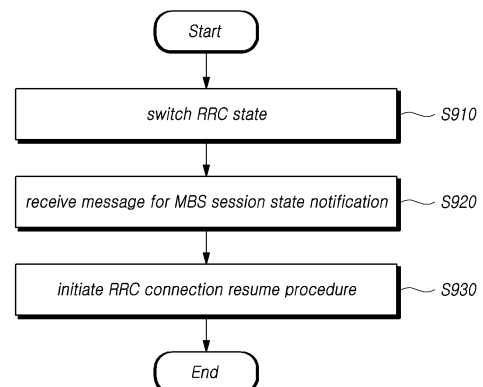 Start
switch RRC state
S910
receive message for MBS session state notification
S920
initiate RRC connection resume procedure
S930
End